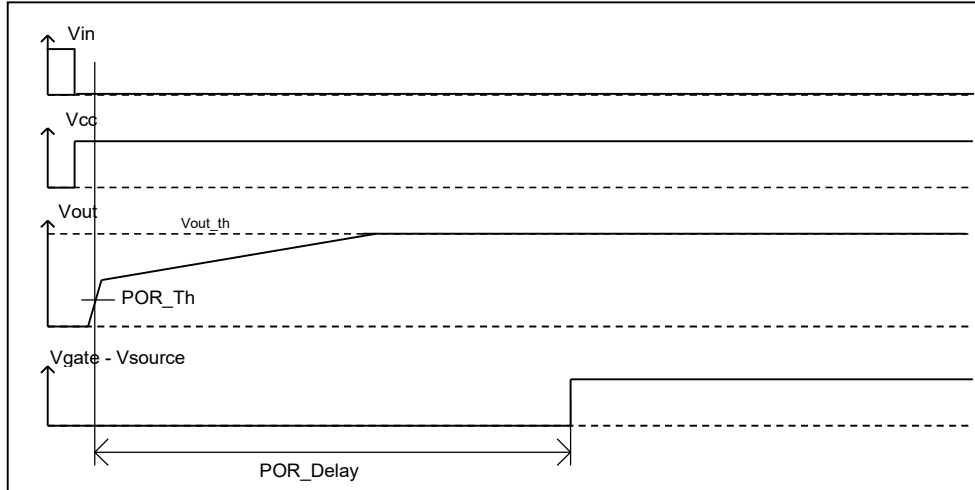 Vin
Vcc
Vout
Vout_th
POR_Th
Vgate - Vsource
POR_Delay